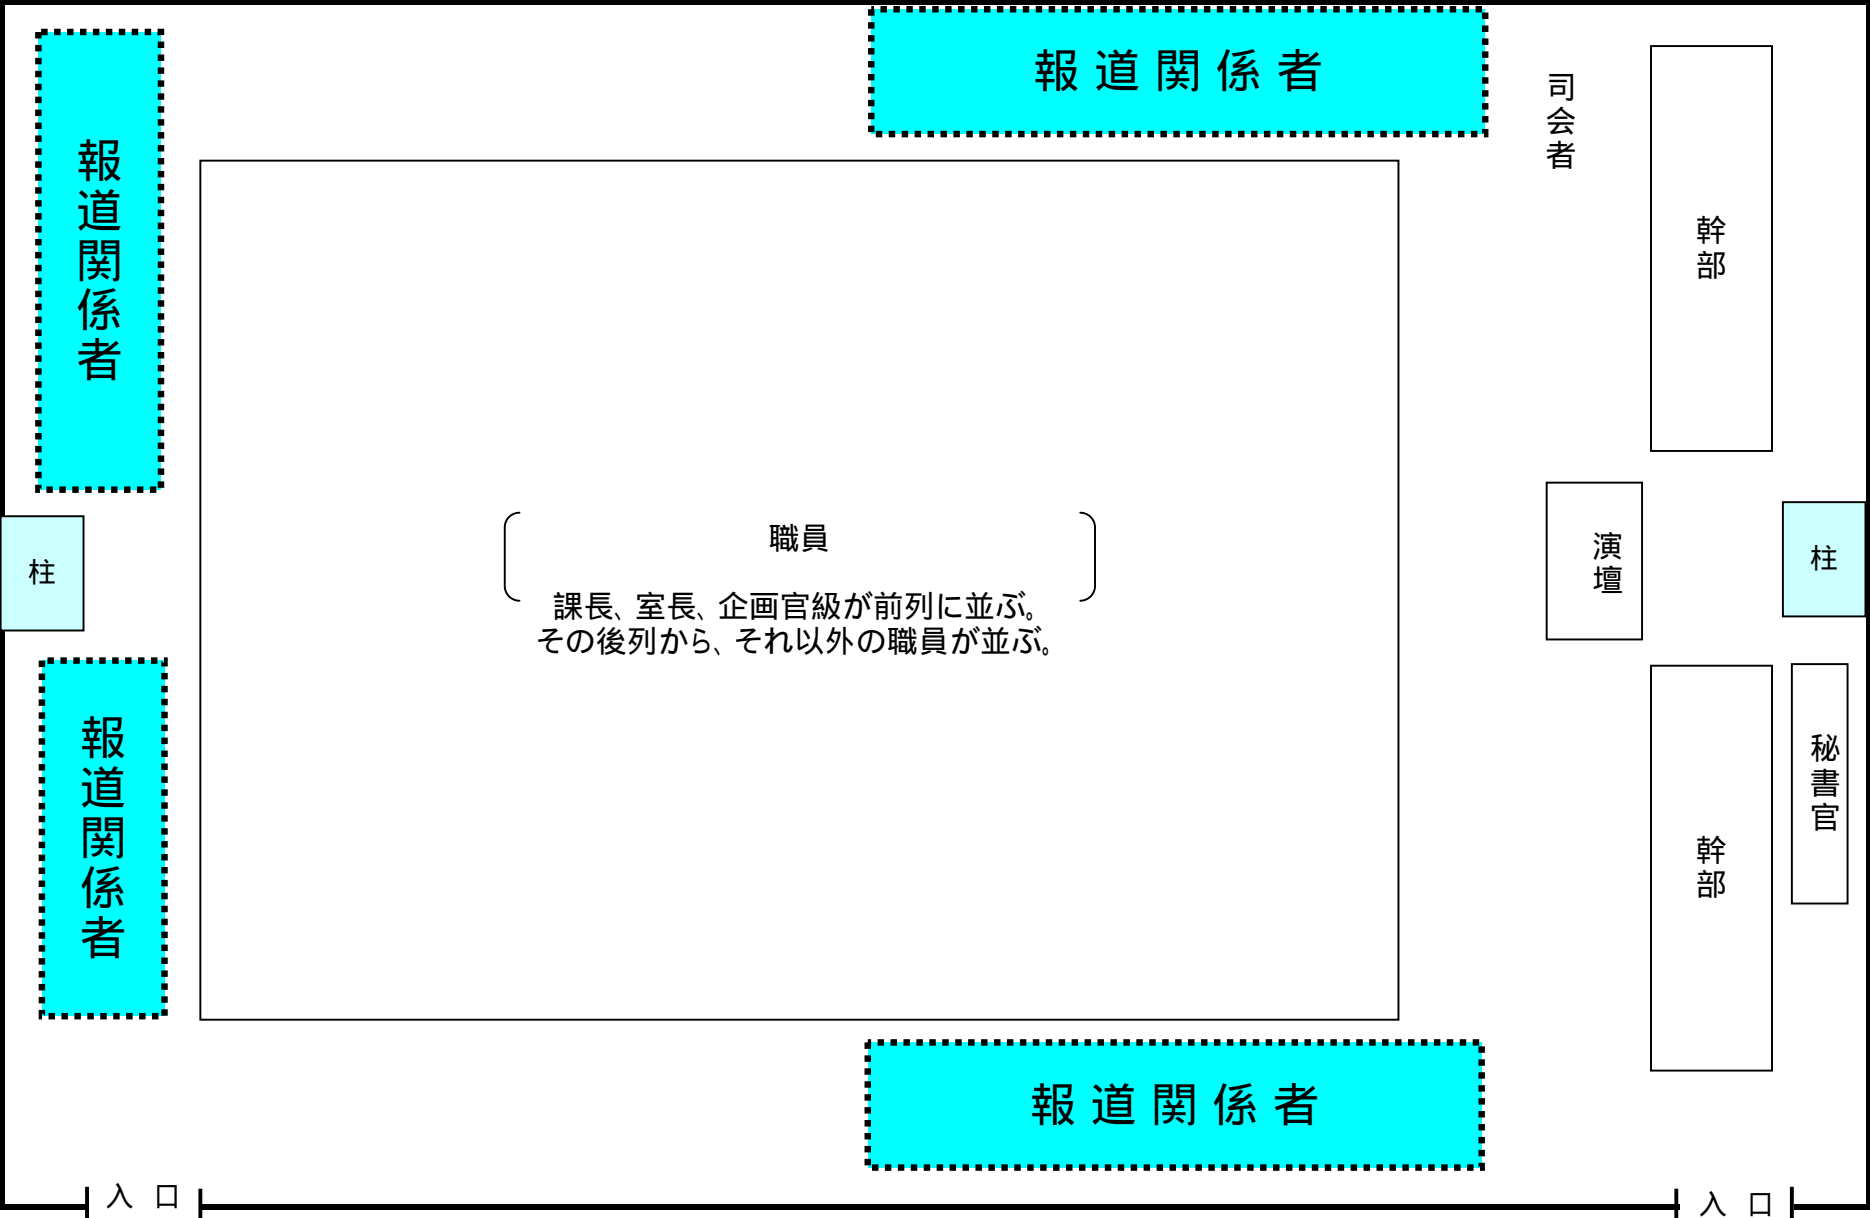 報道関係者
報道関係者
司会者
幹部
職員
課長、室長、企画官級が前列に並ぶ。
その後列から、それ以外の職員が並ぶ。
演壇
柱
柱
報道関係者
幹部
秘書官
報道関係者
入口
入口